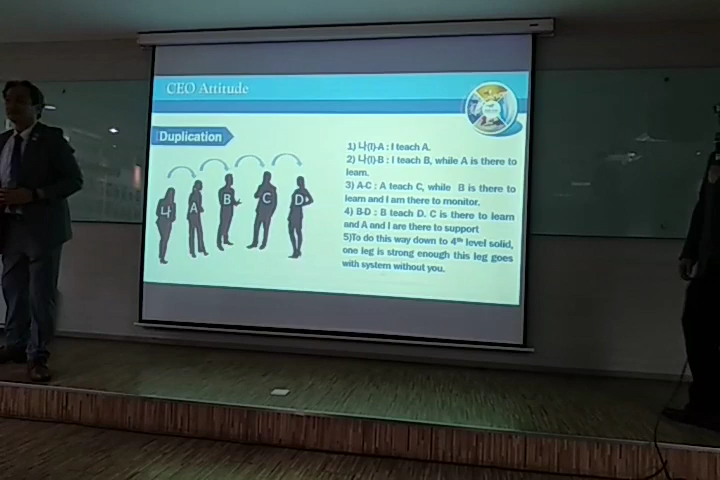 CEO Attitude
Duplication
나
A
B
C
D
1) 나(I)-A : I teach A.
2) 나(I)-B : I teach B, while A is there to
learn.
3) A-C : A teach C, while B is there to
learn and I am there to monitor.
4) B-D : B teach D. C is there to learn
and A and I are there to support
5)To do this way down to 4th level solid,
one leg is strong enough this leg goes
with system without you.